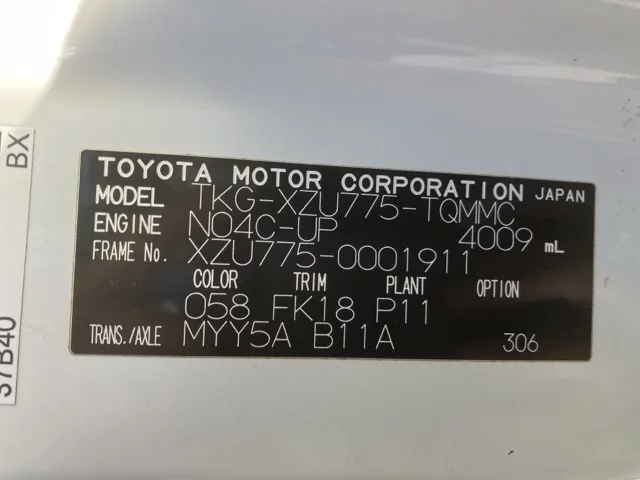 TOYOTA MOTOR CORPORATION JAPAN
MODEL TKG-XZU775-TQMMC
ENGINE N04C-UP 4009 mL
FRAME No. XZU775-0001911
COLOR TRIM PLANT OPTION
058 FK18 P11
TRANS./AXLE MYY5A B11A 306
BX
37B40